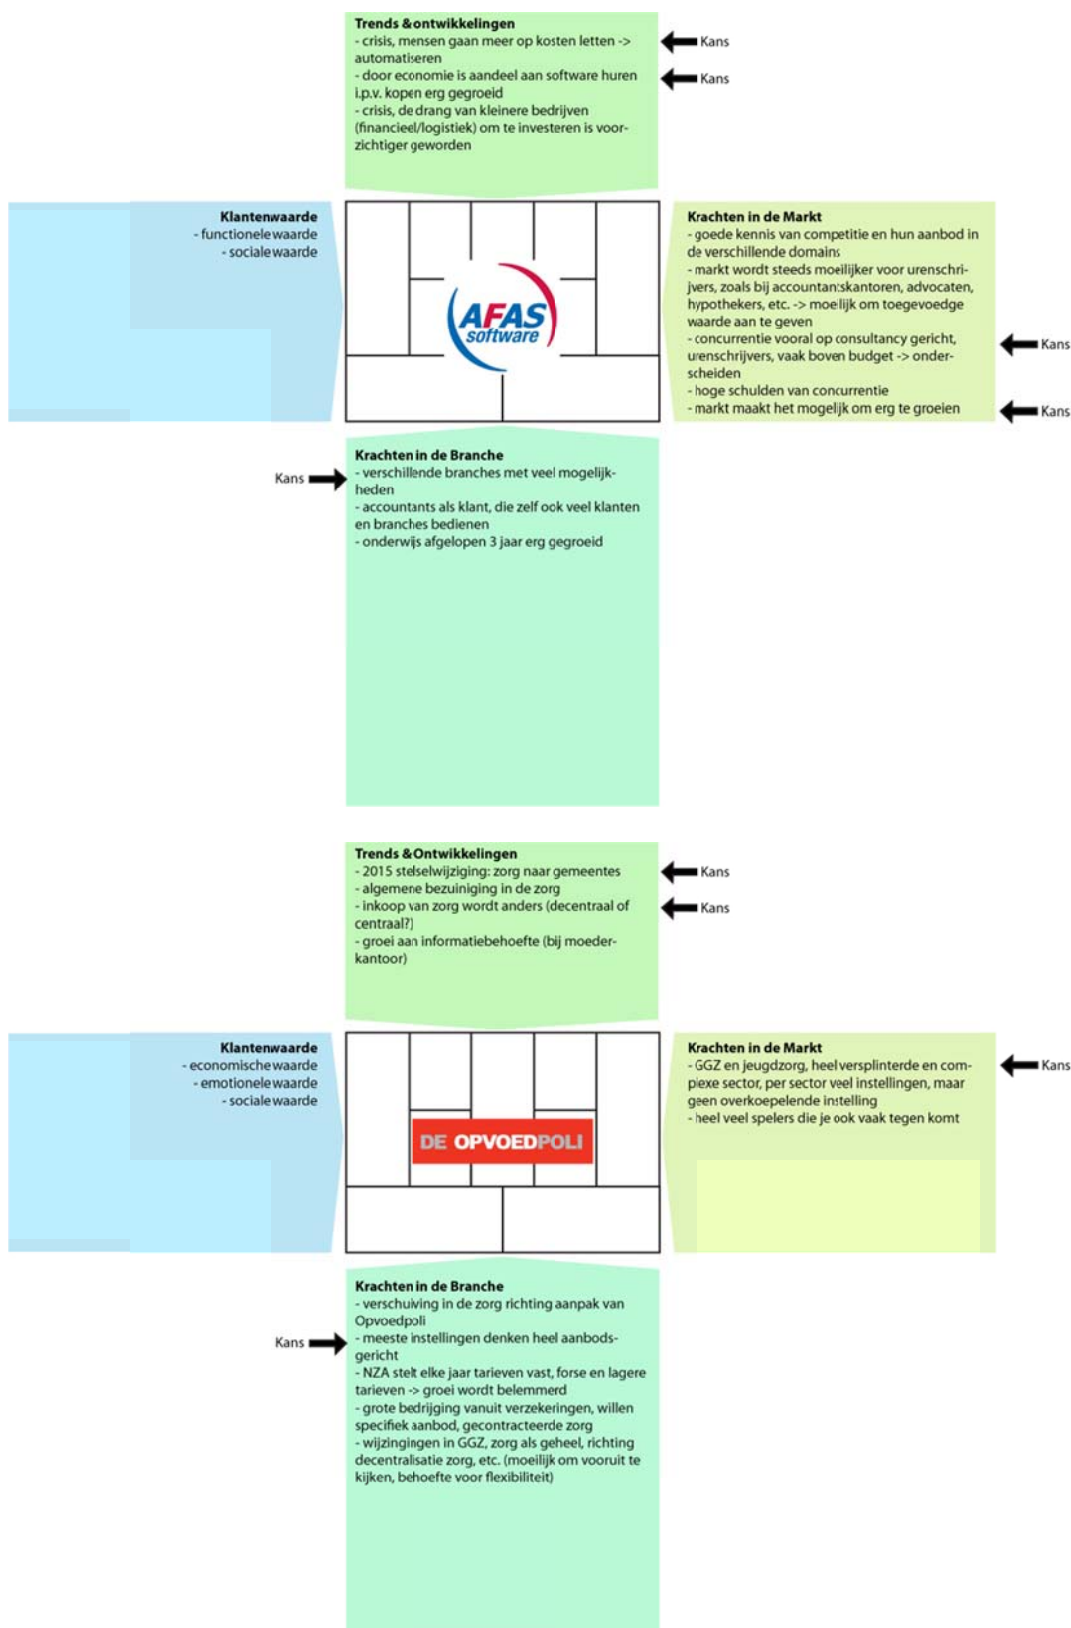 Trends & ontwikkelingen
- crisis, mensen gaan meer op kosten letten ->
automatiseren
- door economie is aandeel aan software huren
i.p.v. kopen erg gegroeid
- crisis, de drang van kleinere bedrijven
(financieel/logistiek) om te investeren is voor-
zichtiger geworden
Kans
Kans
Klantenwaarde
- functionele waarde
- sociale waarde
AFAS
software
Krachten in de Markt
- goede kennis van competitie en hun aanbod in
de verschillende domains
- markt wordt steeds moeilijker voor urenschri-
jvers, zoals bij accountantskantoren, advocaten,
hypothekers, etc. -> moeilijk om toegevoedge
waarde aan te geven
- concurrentie vooral op consultancy gericht,
urenschrijvers, vaak boven budget -> onder-
scheiden
- hoge schulden van concurrentie
- markt maakt het mogelijk om erg te groeien
Kans
Kans
Kans
Krachten in de Branche
- verschillende branches met veel mogelijk-
heden
- accountants als klant, die zelf ook veel klanten
en branches bedienen
- onderwijs afgelopen 3 jaar erg gegroeid
Trends & Ontwikkelingen
- 2015 stelselwijziging: zorg naar gemeentes
- algemene bezuiniging in de zorg
- inkoop van zorg wordt anders (decentraal of
centraal?)
- groei aan informatiebehoefte (bij moeder-
kantoor)
Kans
Kans
Klantenwaarde
- economische waarde
- emotionele waarde
- sociale waarde
DE OPVOEDPOLI
Krachten in de Markt
- GGZ en jeugdzorg, heel versplinterde en com-
plexe sector, per sector veel instellingen, maar
geen overkoepelende instelling
- heel veel spelers die je ook vaak tegen komt
Kans
Kans
Krachten in de Branche
- verschuiving in de zorg richting aanpak van
Opvoedpoli
- meeste instellingen denken heel aanbods-
gericht
- NZA stelt elke jaar tarieven vast, forse en lagere
tarieven -> groei wordt belemmerd
- grote bedrijging vanuit verzekeringen, willen
specifiek aanbod, gecontracteerde zorg
- wijzingingen in GGZ, zorg als geheel, richting
decentralisatie zorg, etc. (moeilijk om vooruit te
kijken, behoefte voor flexibiliteit)